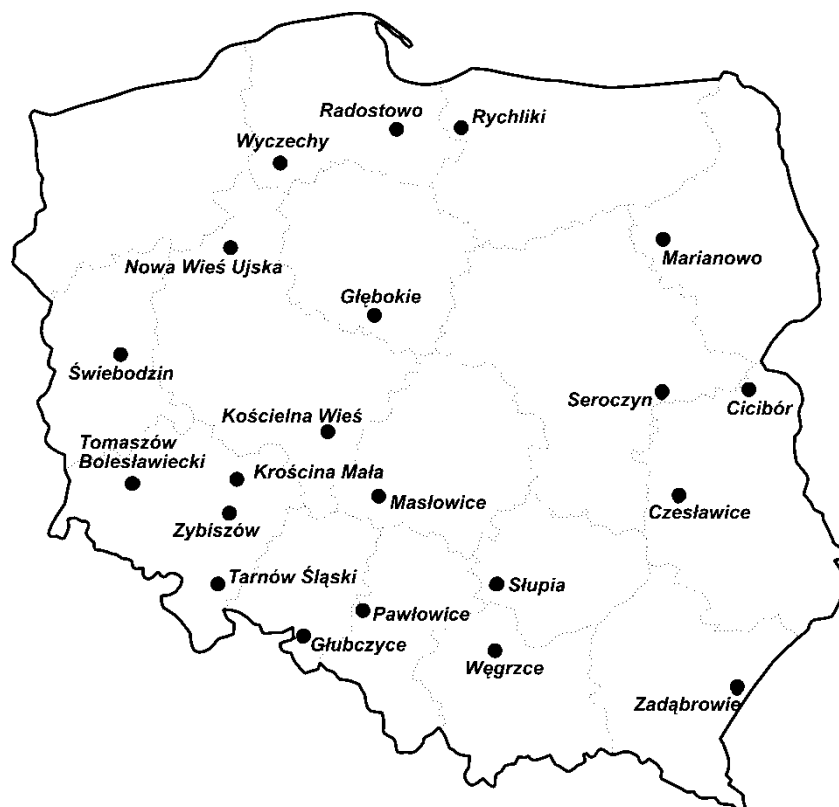 Radostowo
Rychliki
Wyczechy
Nowa Wieś Ujska
Marianowo
Głębokie
Świebodzin
Seroczyn
Cicibór
Kościelna Wieś
Tomaszów
Bolesławiecki
Krościna Mała
Masłowice
Czesławice
Zybiszów
Tarnów Śląski
Słupia
Pawłowice
Głubczyce
Węgrzce
Zadąbrowie